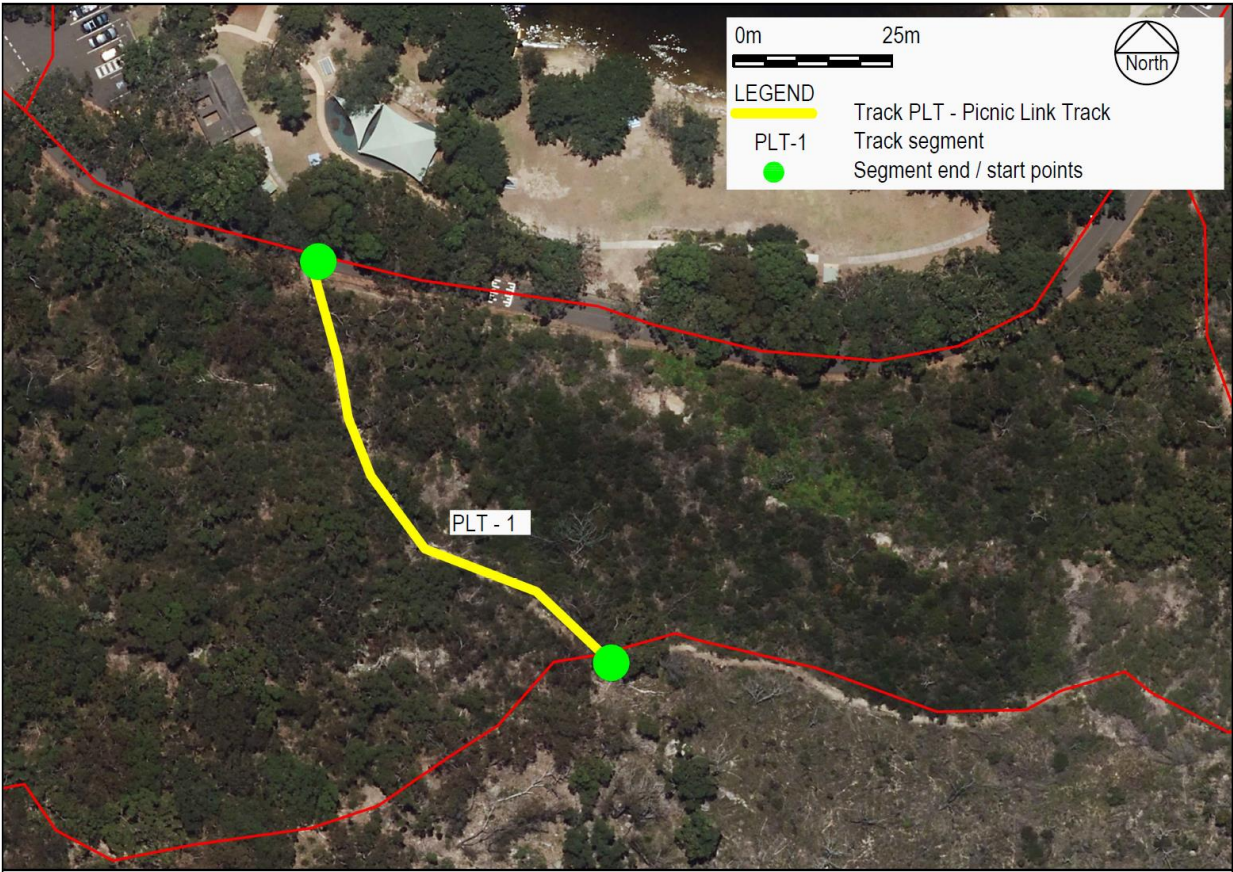 0m 25m
North
LEGEND
Track PLT - Picnic Link Track
PLT-1 Track segment
Segment end / start points
PLT - 1